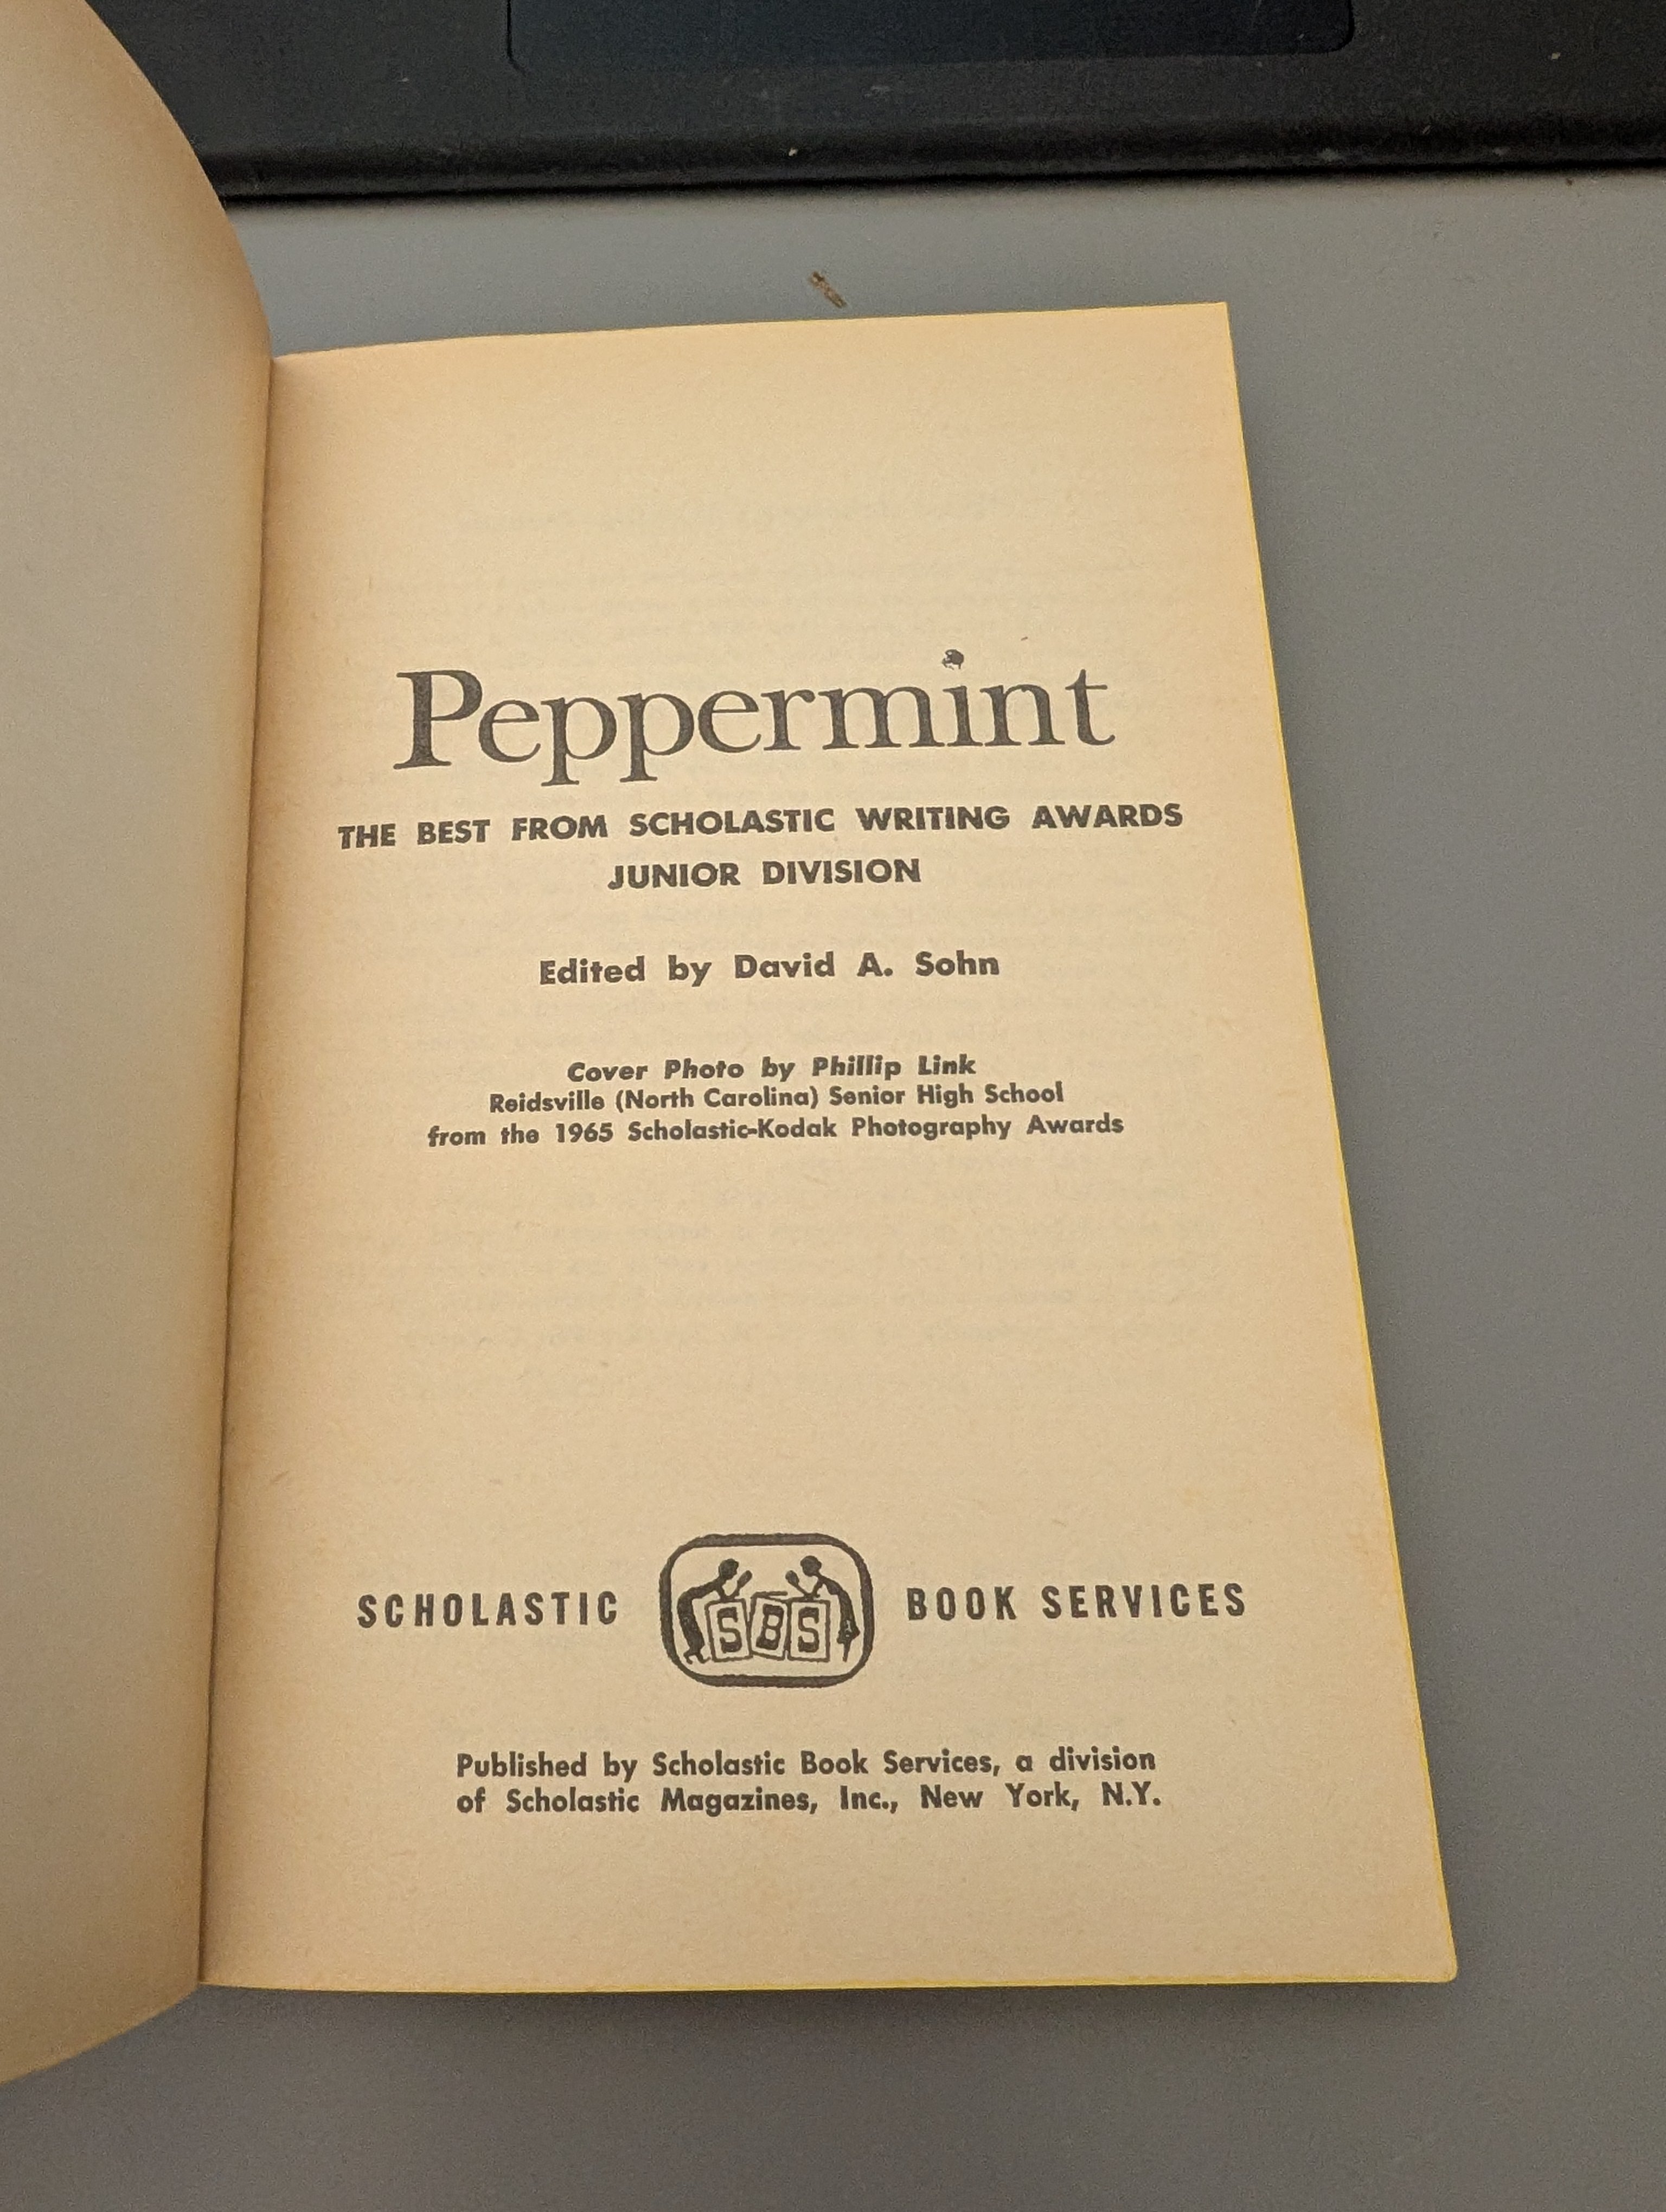 Peppermint
THE BEST FROM SCHOLASTIC WRITING AWARDS
JUNIOR DIVISION
Edited by David A. Sohn
Cover Photo by Phillip Link
Reidsville (North Carolina) Senior High School
from the 1965 Scholastic-Kodak Photography Awards
SCHOLASTIC SBS BOOK SERVICES
Published by Scholastic Book Services, a division
of Scholastic Magazines, Inc., New York, N.Y.